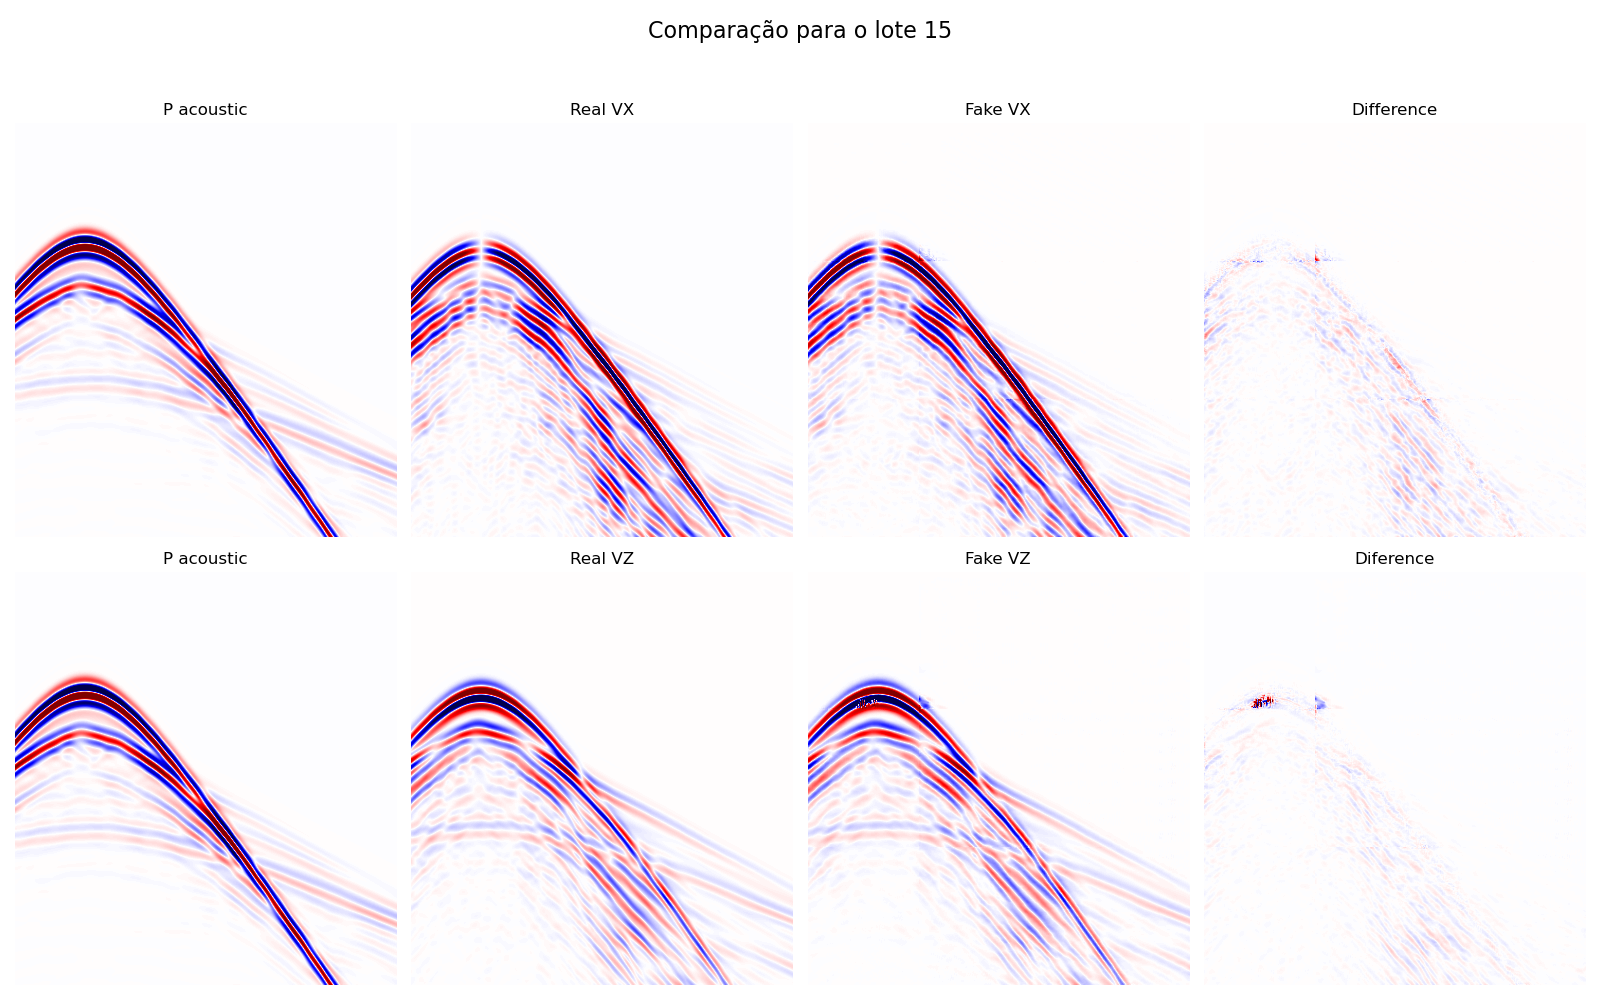 Comparação para o lote 15
P acoustic
Real VX
Fake VX
Difference
P acoustic
Real VZ
Fake VZ
Diference